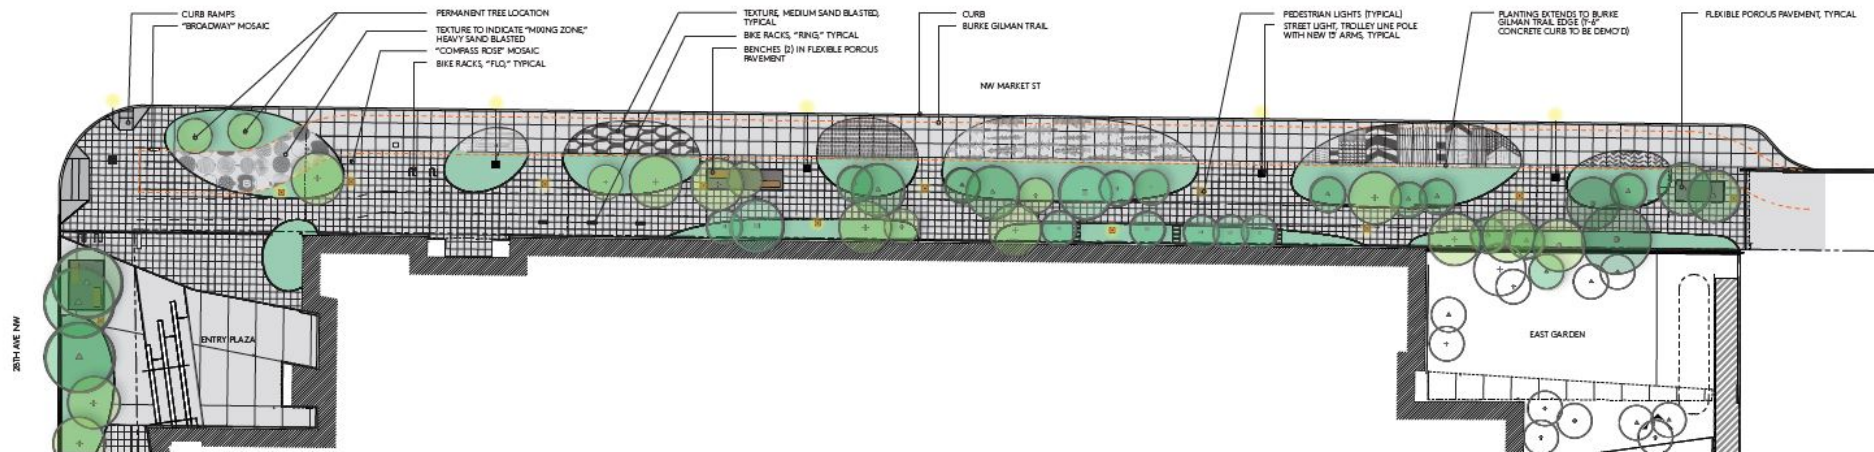 CURB RAMPS
"BROADWAY" MOSAIC
PERMANENT TREE LOCATION
TEXTURE TO INDICATE "MIXING ZONE,"
HEAVY SAND BLASTED
"COMPASS ROSE" MOSAIC
BIKE RACKS, "FLO," TYPICAL
TEXTURE, MEDIUM SAND BLASTED,
TYPICAL
BIKE RACKS, "RING," TYPICAL
BENCHES (2) IN FLEXIBLE POROUS
PAVEMENT
CURB
BURKE GILMAN TRAIL
PEDESTRIAN LIGHTS (TYPICAL)
STREET LIGHT, TROLLEY LINE POLE
WITH NEW 15' ARMS, TYPICAL
PLANTING EXTENDS TO BURKE
GILMAN TRAIL EDGE (1'-6"
CONCRETE CURB TO BE DEMO'D)
FLEXIBLE POROUS PAVEMENT, TYPICAL
NW MARKET ST
28TH AVE NW
ENTRY PLAZA
EAST GARDEN